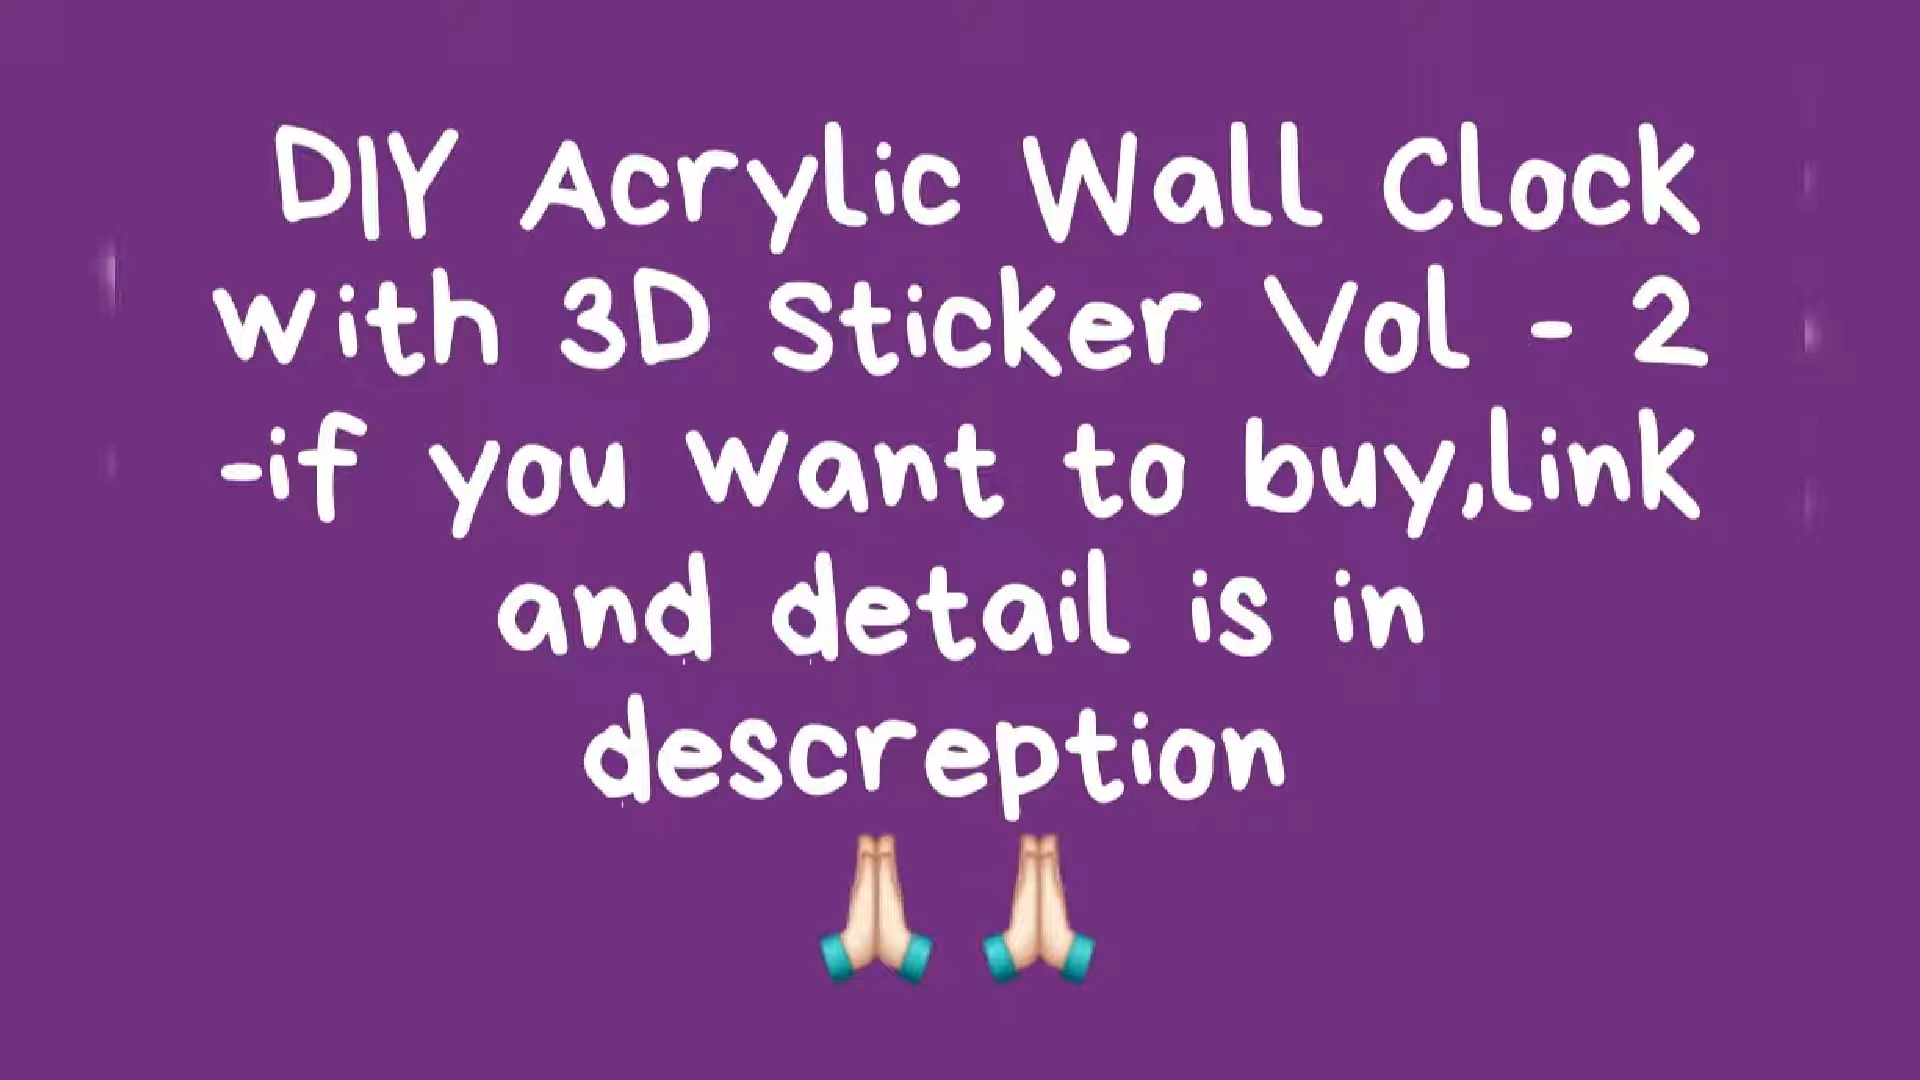 DIY Acrylic Wall Clock
with 3D Sticker Vol - 2
-if you want to buy,link
and detail is in
descreption
🙏🏻 🙏🏻